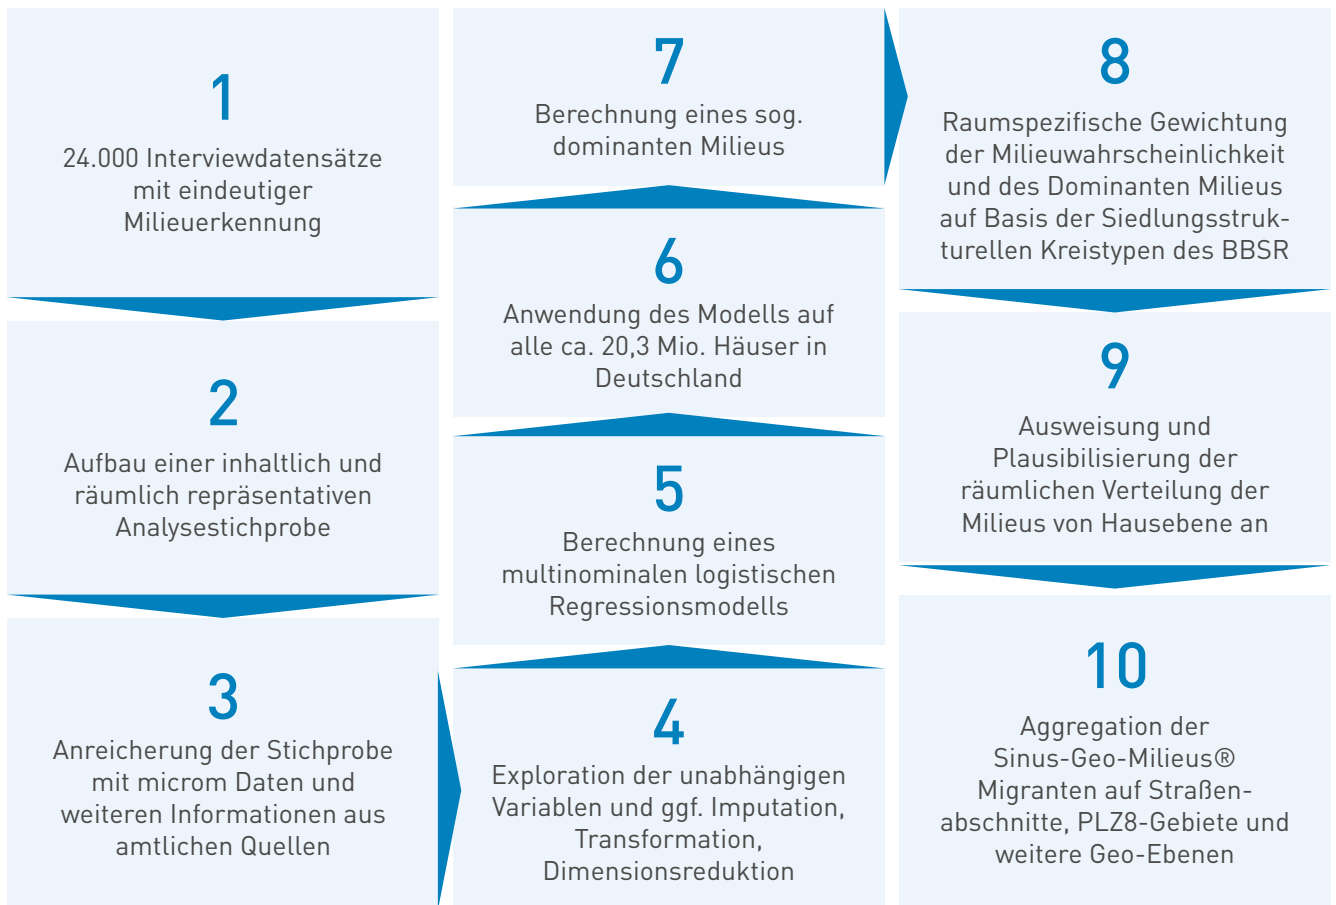 1
24.000 Interviewdatensätze
mit eindeutiger
Milieuerkennung
2
Aufbau einer inhaltlich und
räumlich repräsentativen
Analysestichprobe
3
Anreicherung der Stichprobe
mit microm Daten und
weiteren Informationen aus
amtlichen Quellen
4
Exploration der unabhängigen
Variablen und ggf. Imputation,
Transformation,
Dimensionsreduktion
5
Berechnung eines
multinominalen logistischen
Regressionsmodells
6
Anwendung des Modells auf
alle ca. 20,3 Mio. Häuser in
Deutschland
7
Berechnung eines sog.
dominanten Milieus
8
Raumspezifische Gewichtung
der Milieuwahrscheinlichkeit
und des Dominanten Milieus
auf Basis der Siedlungsstruk-
turellen Kreistypen des BBSR
9
Ausweisung und
Plausibilisierung der
räumlichen Verteilung der
Milieus von Hausebene an
10
Aggregation der
Sinus-Geo-Milieus®
Migranten auf Straßen-
abschnitte, PLZ8-Gebiete und
weitere Geo-Ebenen